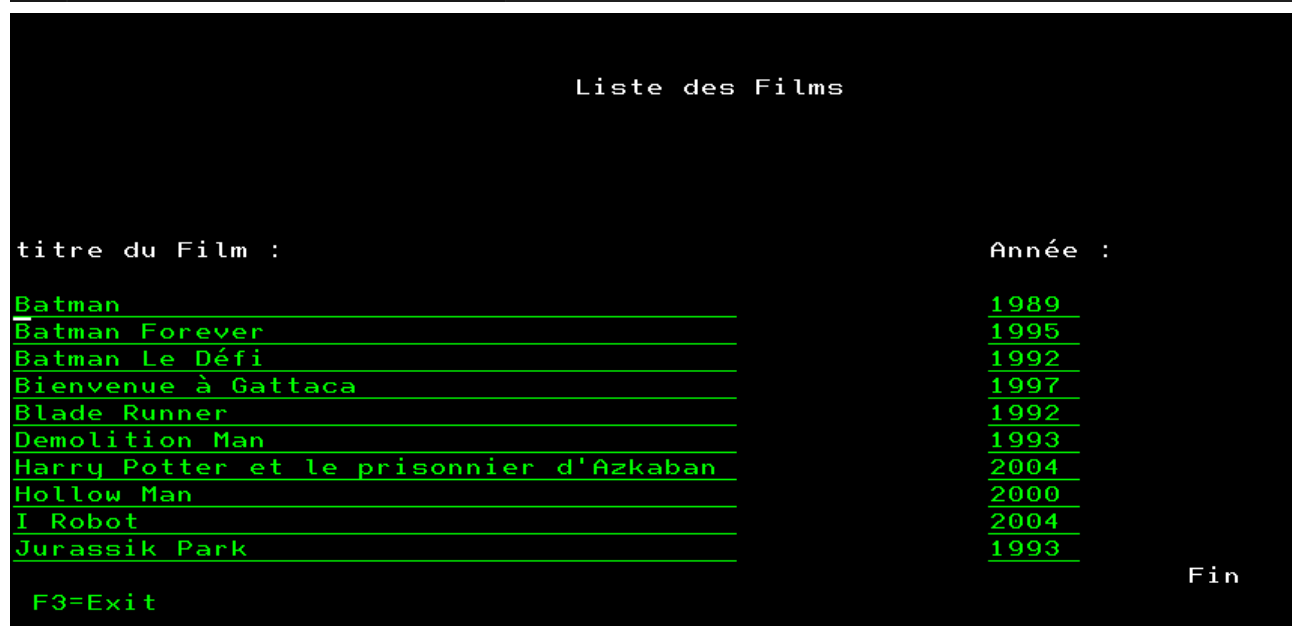 Liste des Films
titre du Film : Année :
Batman 1989
Batman Forever 1995
Batman Le Défi 1992
Bienvenue à Gattaca 1997
Blade Runner 1992
Demolition Man 1993
Harry Potter et le prisonnier d'Azkaban 2004
Hollow Man 2000
I Robot 2004
Jurassik Park 1993
Fin
F3=Exit